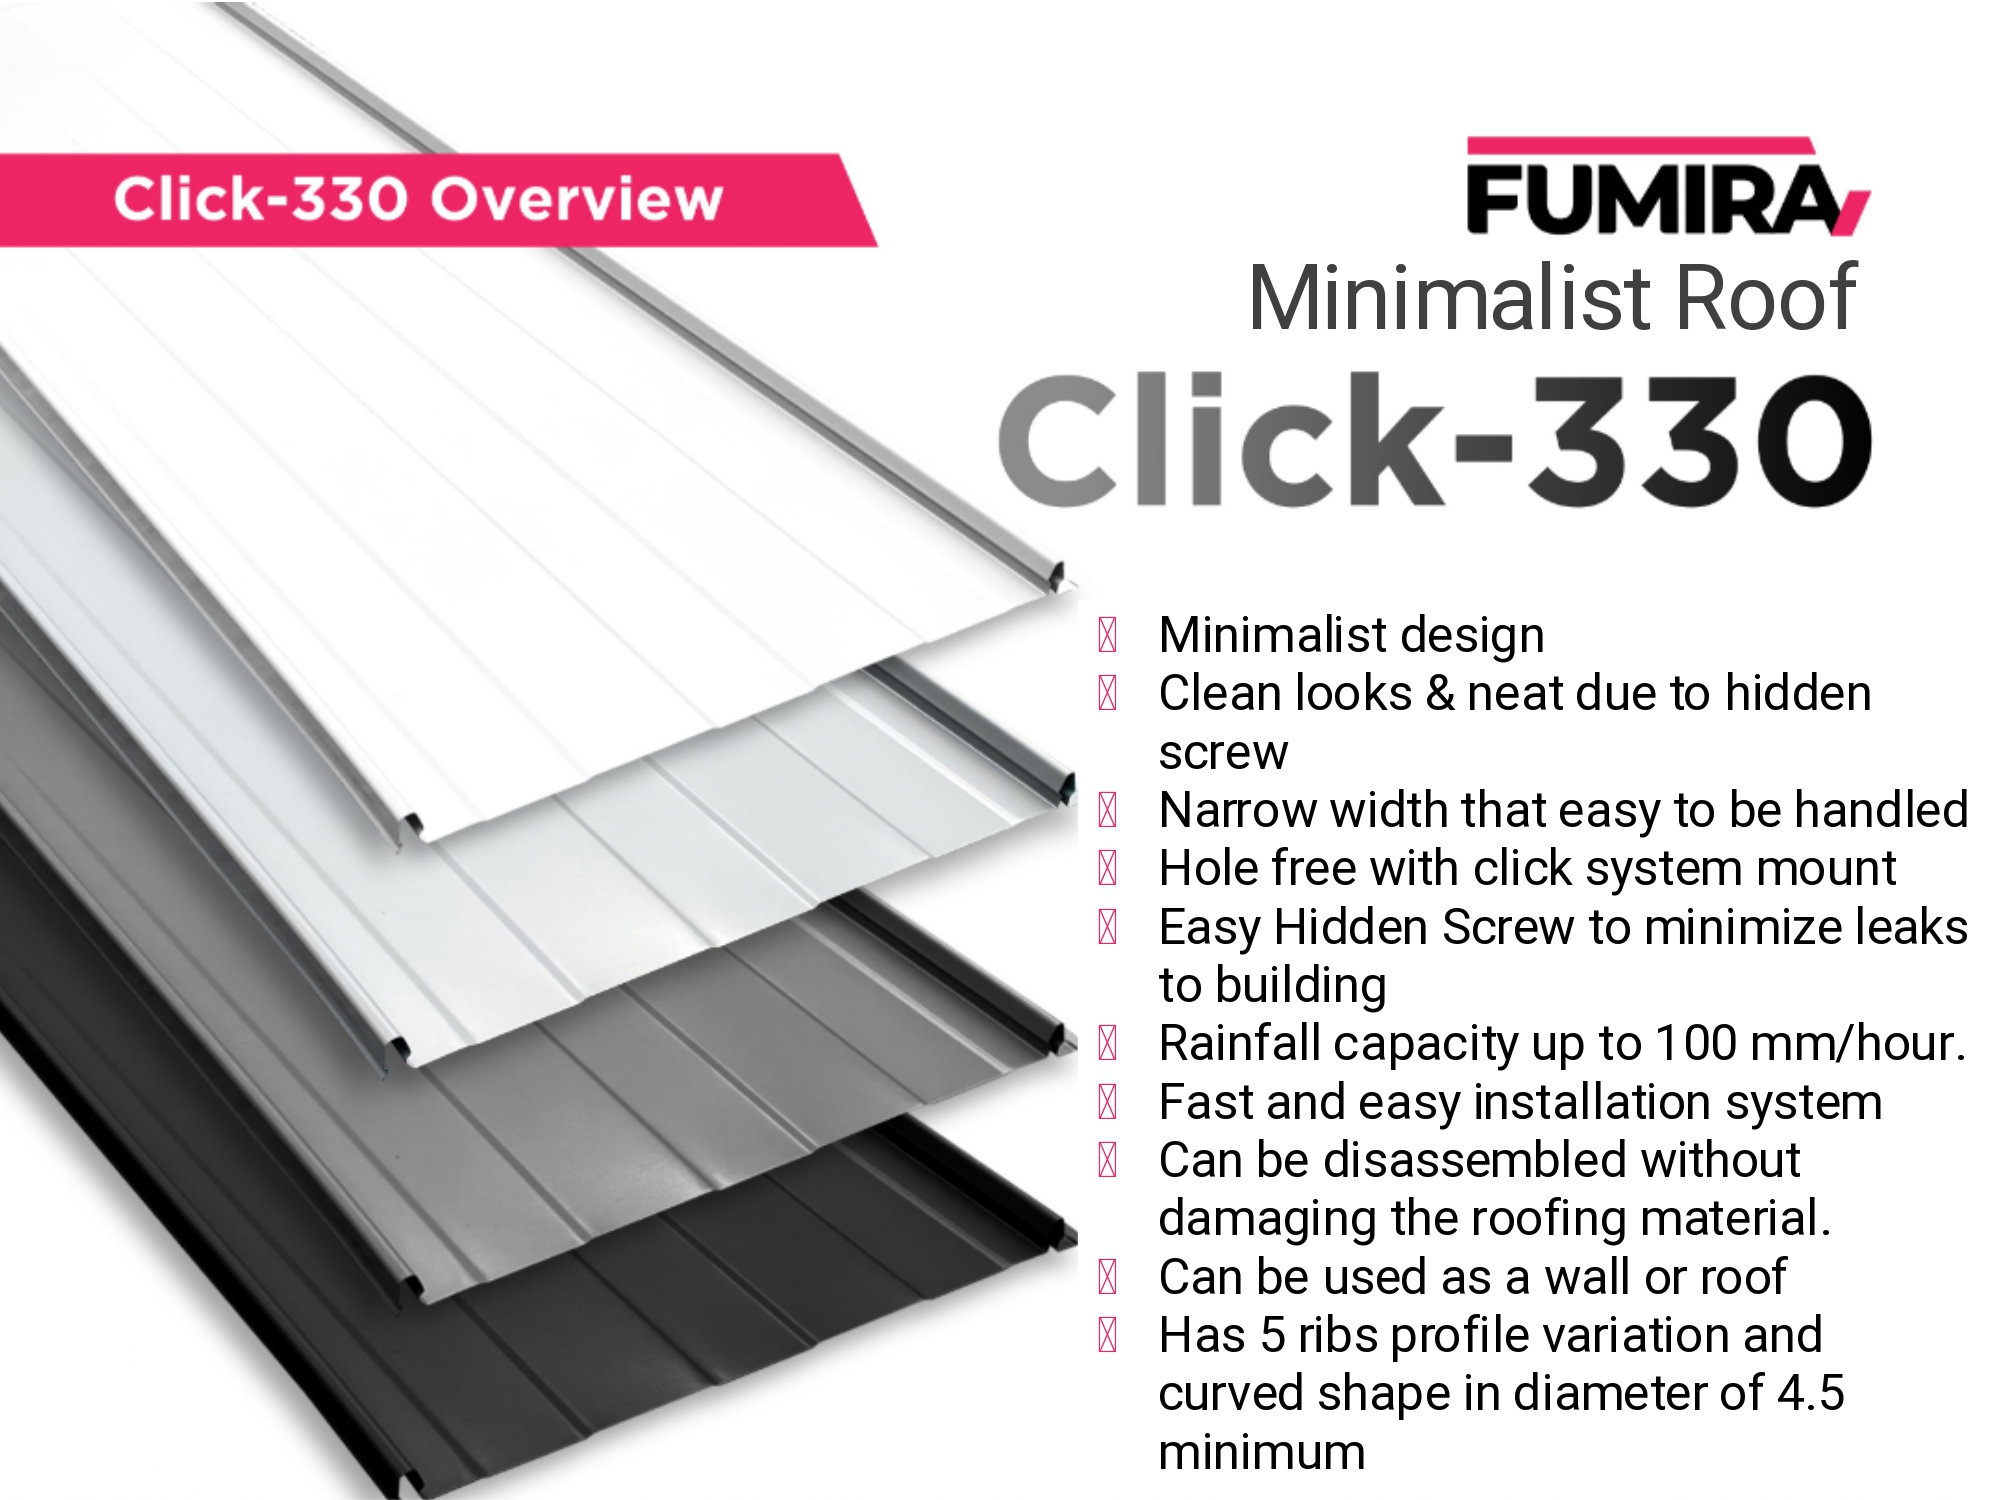 Click-330 Overview
FUMIRA
Minimalist Roof
Click-330
Minimalist design
Clean looks & neat due to hidden
screw
Narrow width that easy to be handled
Hole free with click system mount
Easy Hidden Screw to minimize leaks
to building
Rainfall capacity up to 100 mm/hour.
Fast and easy installation system
Can be disassembled without
damaging the roofing material.
Can be used as a wall or roof
Has 5 ribs profile variation and
curved shape in diameter of 4.5
minimum